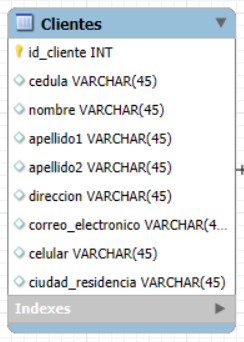 Clientes
id_cliente INT
cedula VARCHAR(45)
nombre VARCHAR(45)
apellido1 VARCHAR(45)
apellido2 VARCHAR(45)
direccion VARCHAR(45)
correo_electronico VARCHAR(4...
celular VARCHAR(45)
ciudad_residencia VARCHAR(45)
Indexes